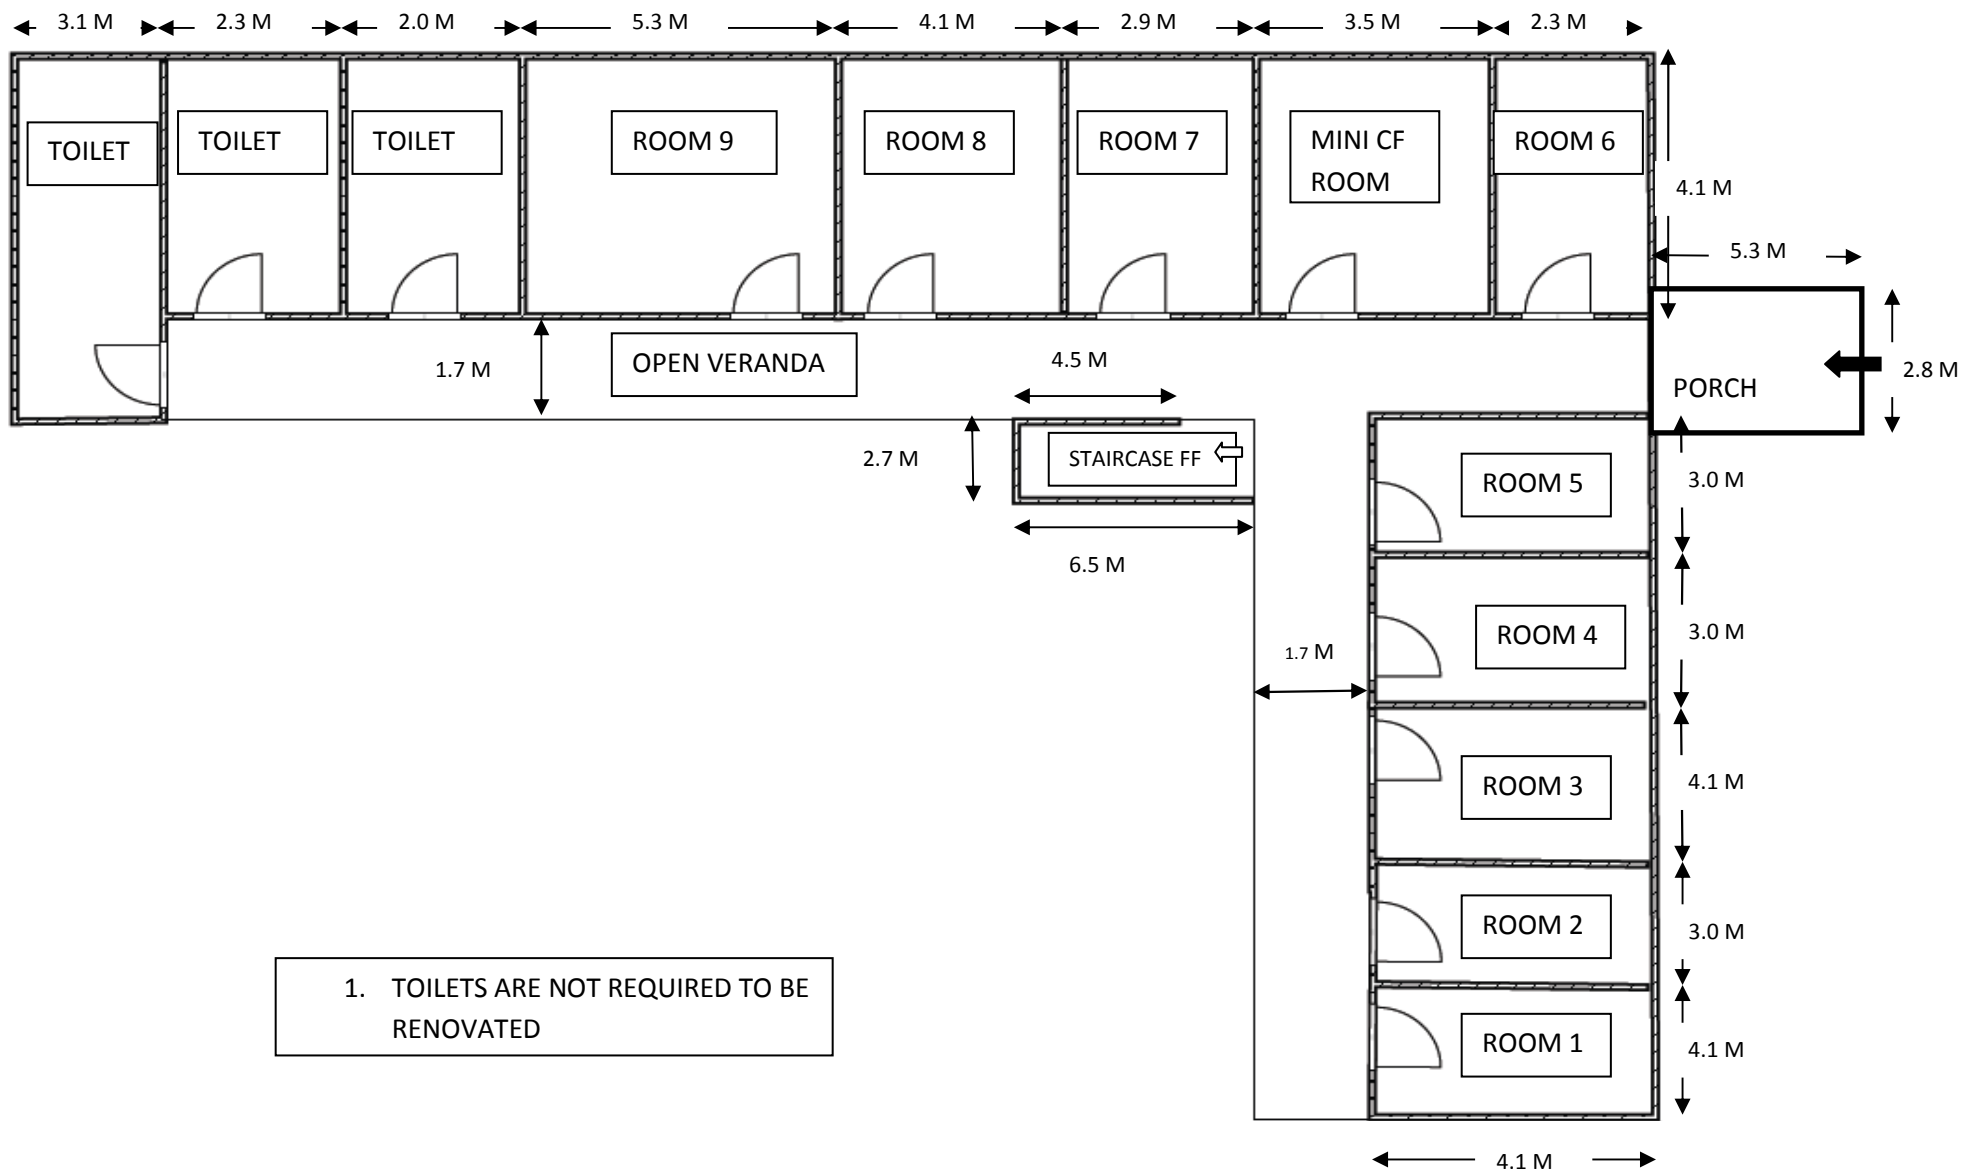 3.1 M 2.3 M 2.0 M 5.3 M 4.1 M 2.9 M 3.5 M 2.3 M
TOILET TOILET TOILET ROOM 9 ROOM 8 ROOM 7 MINI CF ROOM 6
ROOM
4.1 M
5.3 M
1.7 M OPEN VERANDA 4.5 M
PORCH 2.8 M
2.7 M STAIRCASE FF
ROOM 5 3.0 M
6.5 M
ROOM 4 3.0 M
1.7 M
ROOM 3 4.1 M
ROOM 2 3.0 M
1. TOILETS ARE NOT REQUIRED TO BE
RENOVATED
ROOM 1 4.1 M
4.1 M